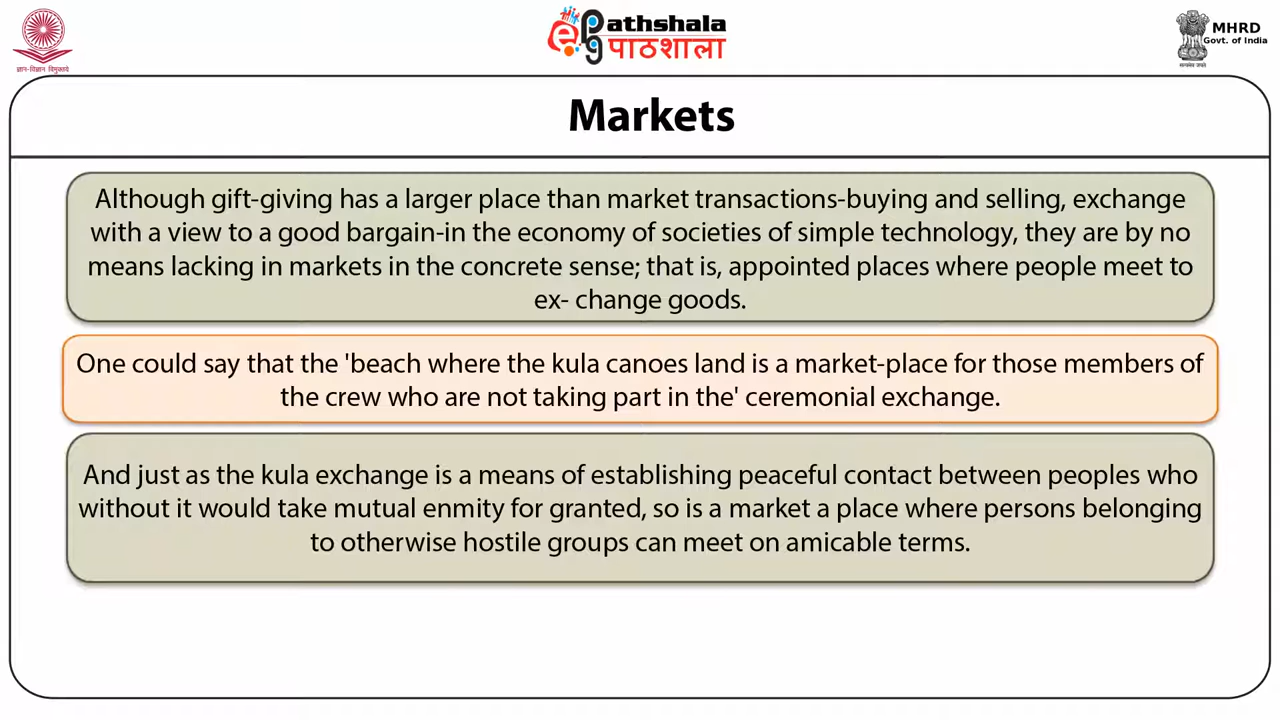 ज्ञान-विज्ञान विमुक्तये
ePathshala
पाठशाला
MHRD
Govt. of India
सत्यमेव जयते
Markets
Although gift-giving has a larger place than market transactions-buying and selling, exchange
with a view to a good bargain-in the economy of societies of simple technology, they are by no
means lacking in markets in the concrete sense; that is, appointed places where people meet to
ex- change goods.
One could say that the 'beach where the kula canoes land is a market-place for those members of
the crew who are not taking part in the' ceremonial exchange.
And just as the kula exchange is a means of establishing peaceful contact between peoples who
without it would take mutual enmity for granted, so is a market a place where persons belonging
to otherwise hostile groups can meet on amicable terms.